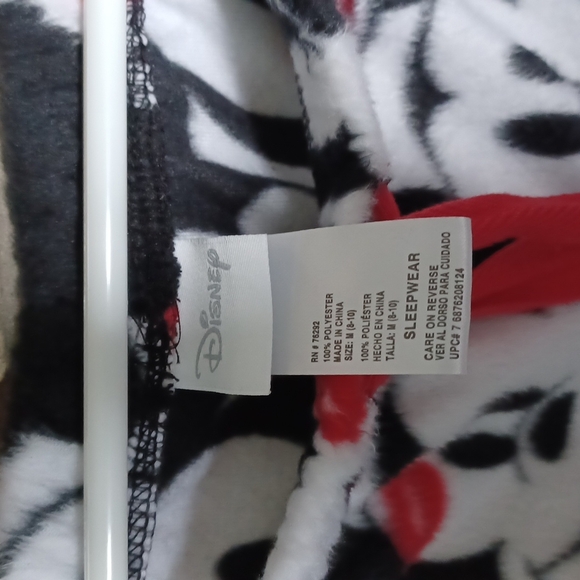 Disney
RN # 76292
100% POLYESTER
MADE IN CHINA
SIZE: M (8-10)
100% POLIÉSTER
HECHO EN CHINA
TALLA: M (8-10)
SLEEPWEAR
CARE ON REVERSE
VER AL DORSO PARA CUIDADO
UPC# 7 6876208124